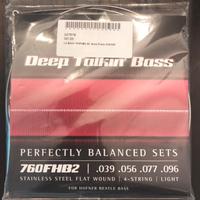 Deep Talkin' Bass
PERFECTLY BALANCED SETS
760FHB2 .039 .056 .077 .096
STAINLESS STEEL FLAT WOUND | 4-STRING | LIGHT
FOR HOFNER BEATLE BASS